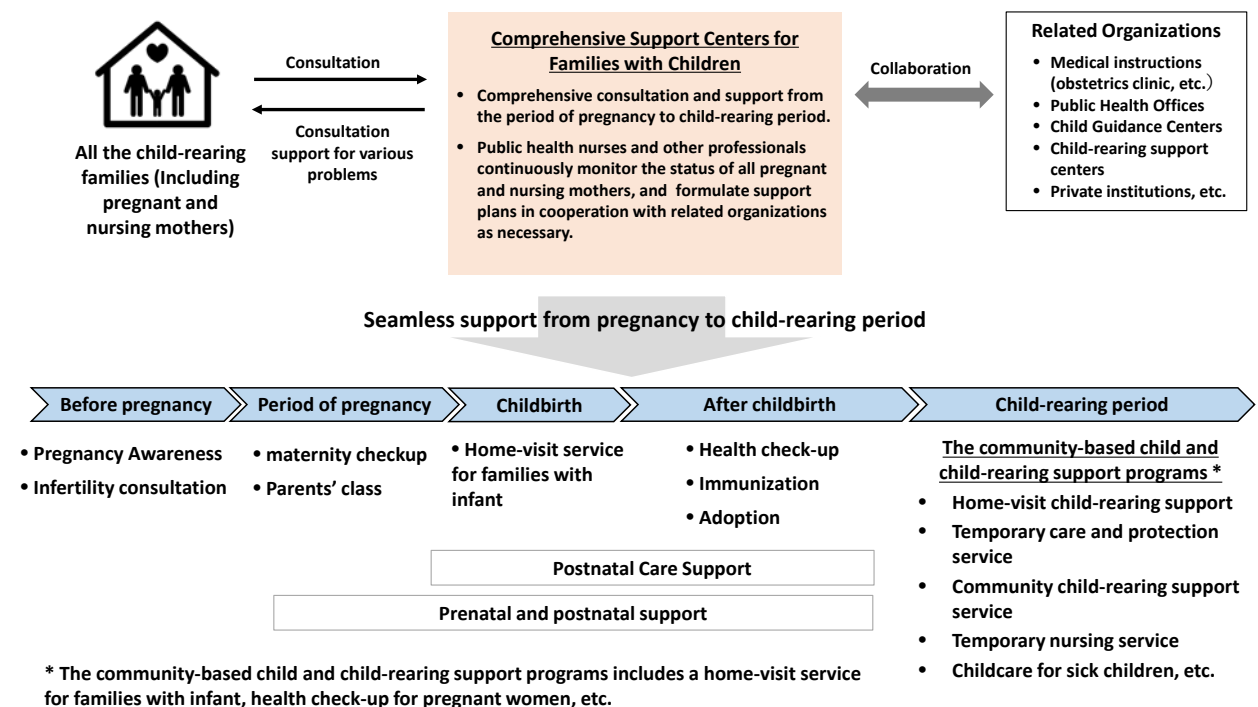 Consultation
Consultation
support for various
problems
All the child-rearing
families (Including
pregnant and
nursing mothers)
Comprehensive Support Centers for
Families with Children
• Comprehensive consultation and support from
the period of pregnancy to child-rearing period.
• Public health nurses and other professionals
continuously monitor the status of all pregnant
and nursing mothers, and formulate support
plans in cooperation with related organizations
as necessary.
Collaboration
Related Organizations
• Medical instructions
(obstetrics clinic, etc.）
• Public Health Offices
• Child Guidance Centers
• Child-rearing support
centers
• Private institutions, etc.
Seamless support from pregnancy to child-rearing period
Before pregnancy
Period of pregnancy
Childbirth
After childbirth
Child-rearing period
• Pregnancy Awareness
• Infertility consultation
• maternity checkup
• Parents’ class
• Home-visit service
for families with
infant
• Health check-up
• Immunization
• Adoption
The community-based child and
child-rearing support programs *
• Home-visit child-rearing support
• Temporary care and protection
service
• Community child-rearing support
service
• Temporary nursing service
• Childcare for sick children, etc.
Postnatal Care Support
Prenatal and postnatal support
* The community-based child and child-rearing support programs includes a home-visit service
for families with infant, health check-up for pregnant women, etc.